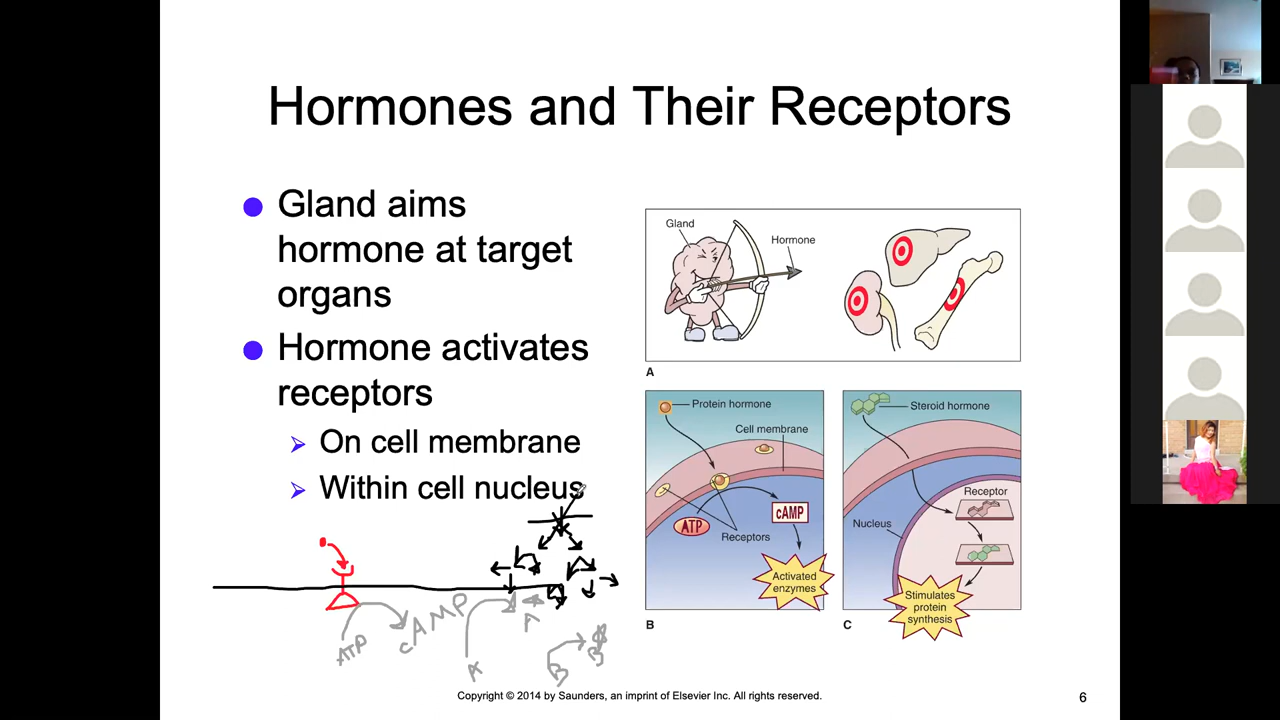 Hormones and Their Receptors
Gland aims
hormone at target
organs
Hormone activates
receptors
On cell membrane
Within cell nucleus
Gland
Hormone
A
Protein hormone
Cell membrane
ATP
cAMP
Receptors
Activated
enzymes
B
Steroid hormone
Receptor
Nucleus
Stimulates
protein
synthesis
C
ATP
cAMP
A
B
B
Copyright © 2014 by Saunders, an imprint of Elsevier Inc. All rights reserved.
6